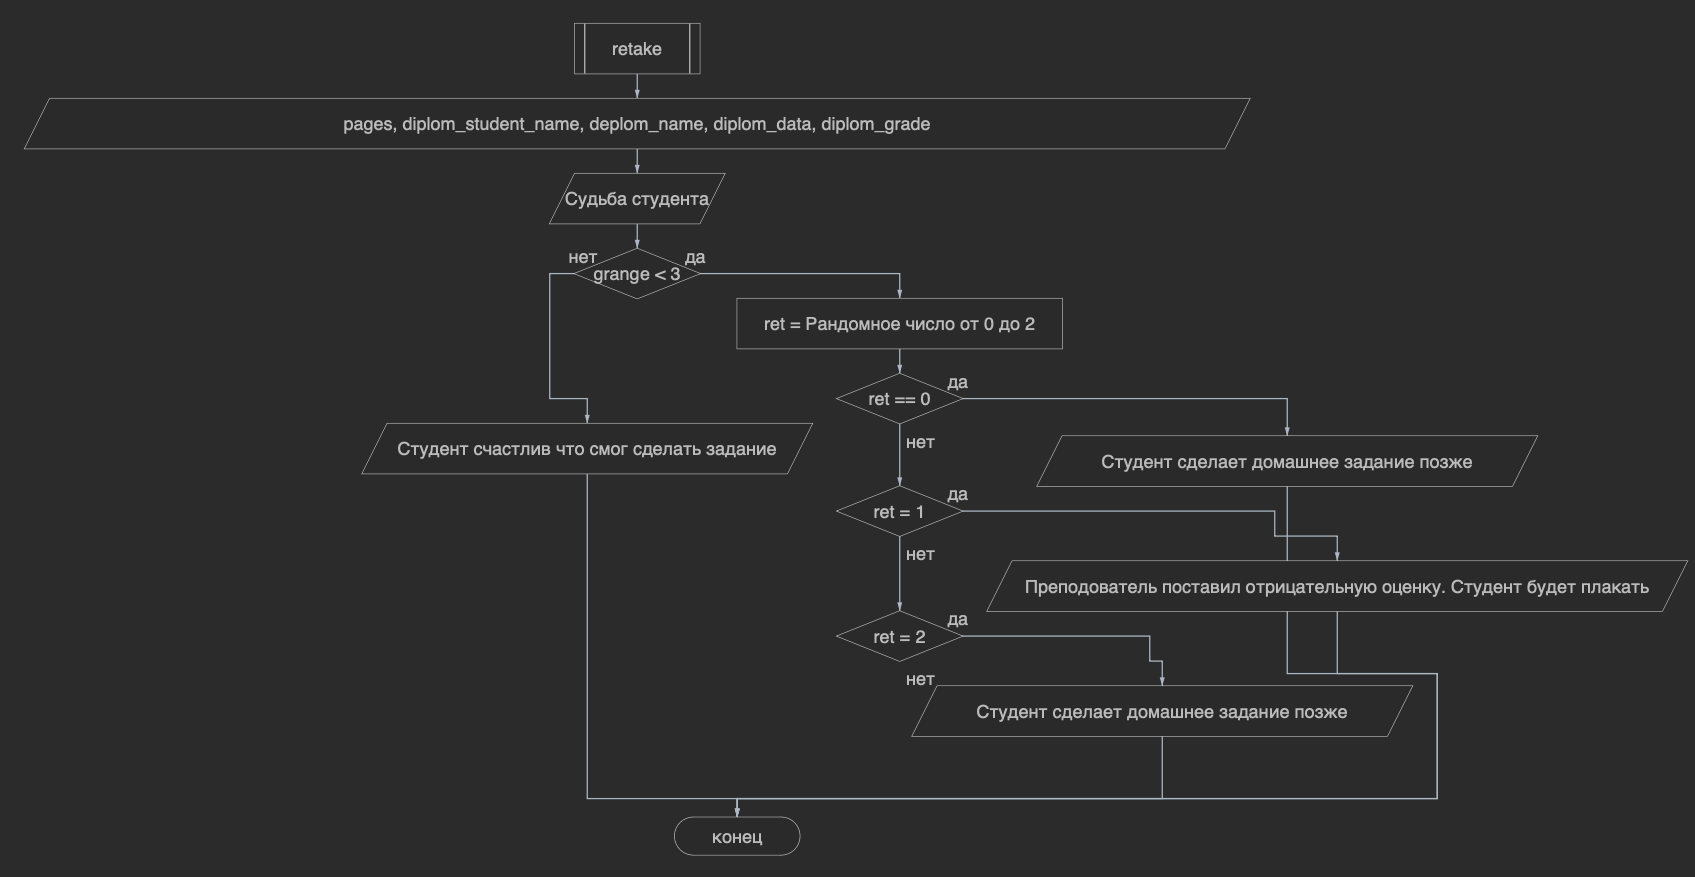 retake
pages, diplom_student_name, deplom_name, diplom_data, diplom_grade
Судьба студента
нет
да
grange < 3
ret = Рандомное число от 0 до 2
да
ret == 0
нет
Студент счастлив что смог сделать задание
Студент сделает домашнее задание позже
да
ret = 1
нет
Преподователь поставил отрицательную оценку. Студент будет плакать
да
ret = 2
нет
Студент сделает домашнее задание позже
конец